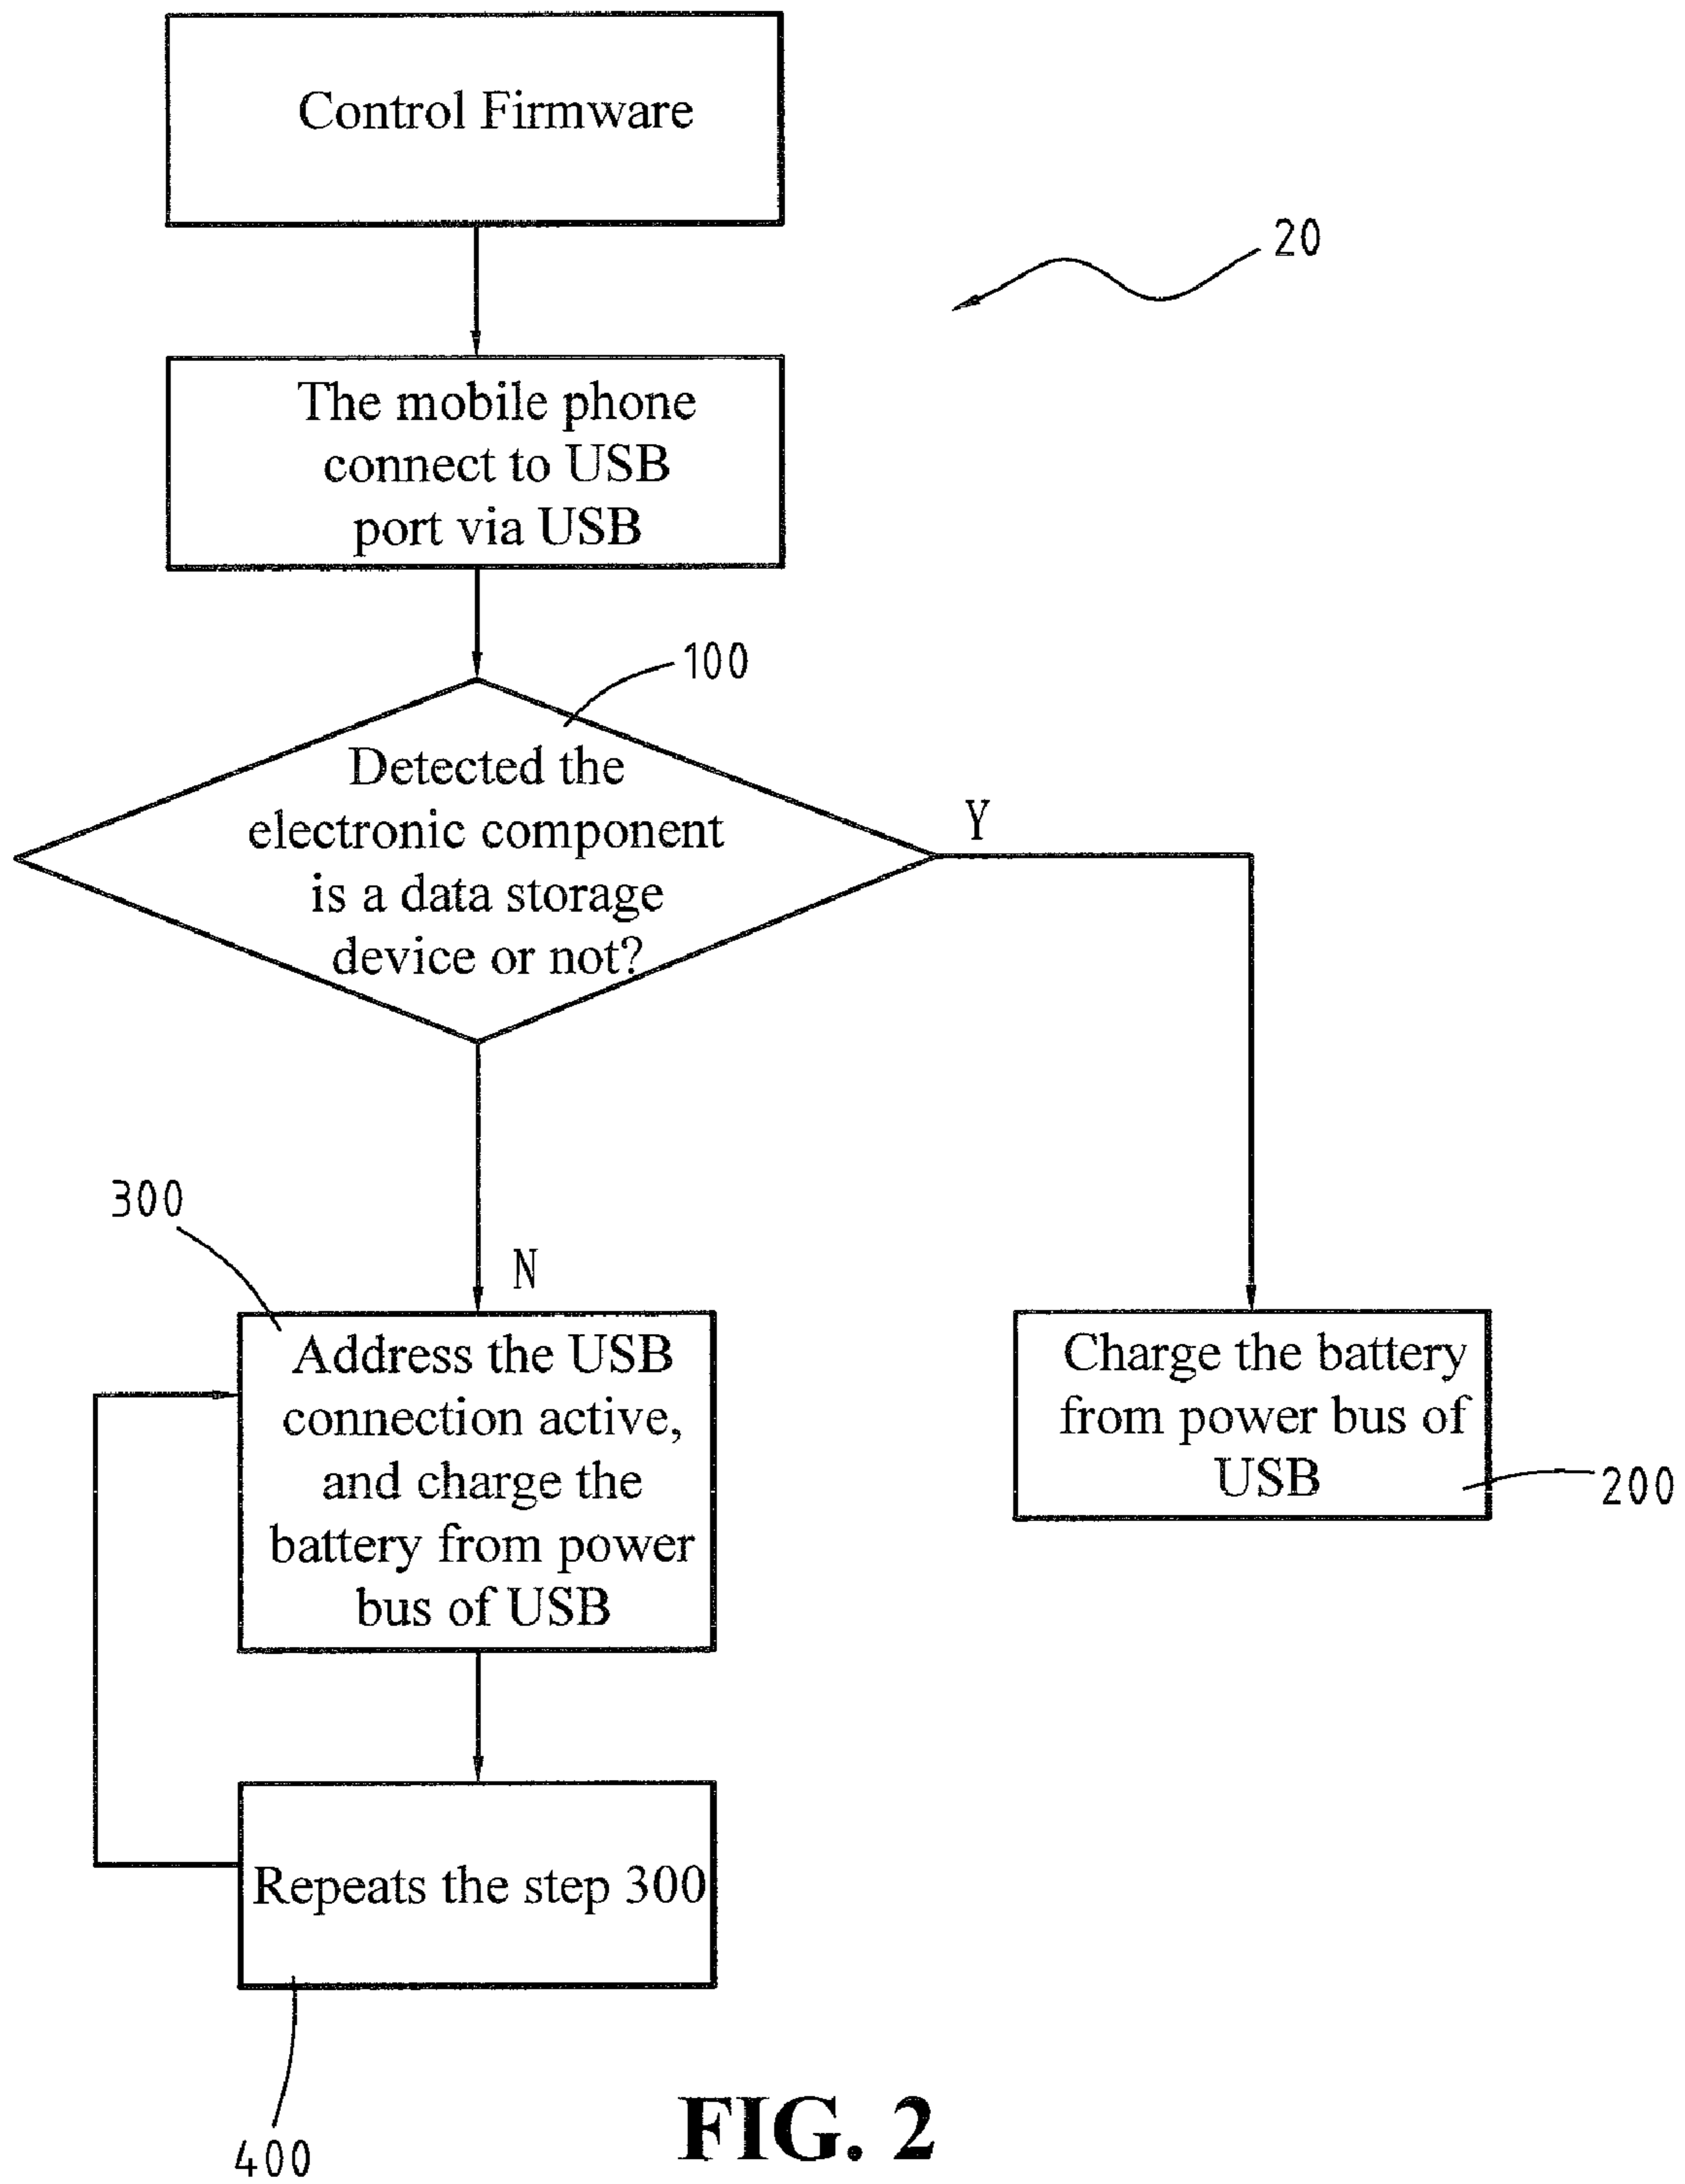 Control Firmware
20
The mobile phone
connect to USB
port via USB
100
Detected the
electronic component
is a data storage
device or not?
Y
300
N
Address the USB
connection active,
and charge the
battery from power
bus of USB
Charge the battery
from power bus of
USB
200
Repeats the step 300
400
FIG. 2